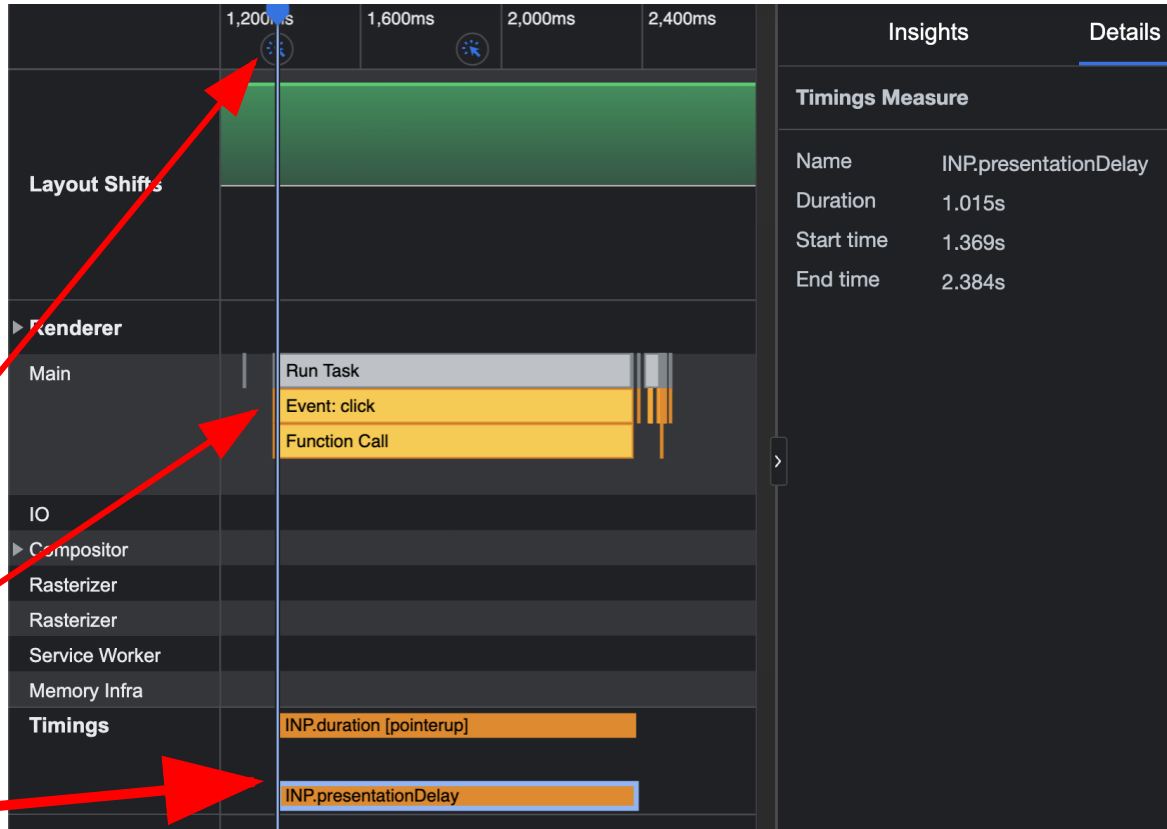 1,200ms 1,600ms 2,000ms 2,400ms
Insights Details
Timings Measure
Name INP.presentationDelay
Duration 1.015s
Start time 1.369s
End time 2.384s
Layout Shifts
Renderer
Main
Run Task
Event: click
Function Call
IO
Compositor
Rasterizer
Rasterizer
Service Worker
Memory Infra
Timings
INP.duration [pointerup]
INP.presentationDelay